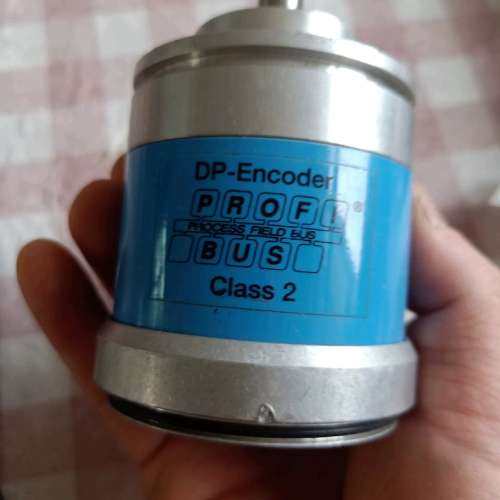 DP-Encoder
PROFI®
PROCESS FIELD BUS
BUS
Class 2